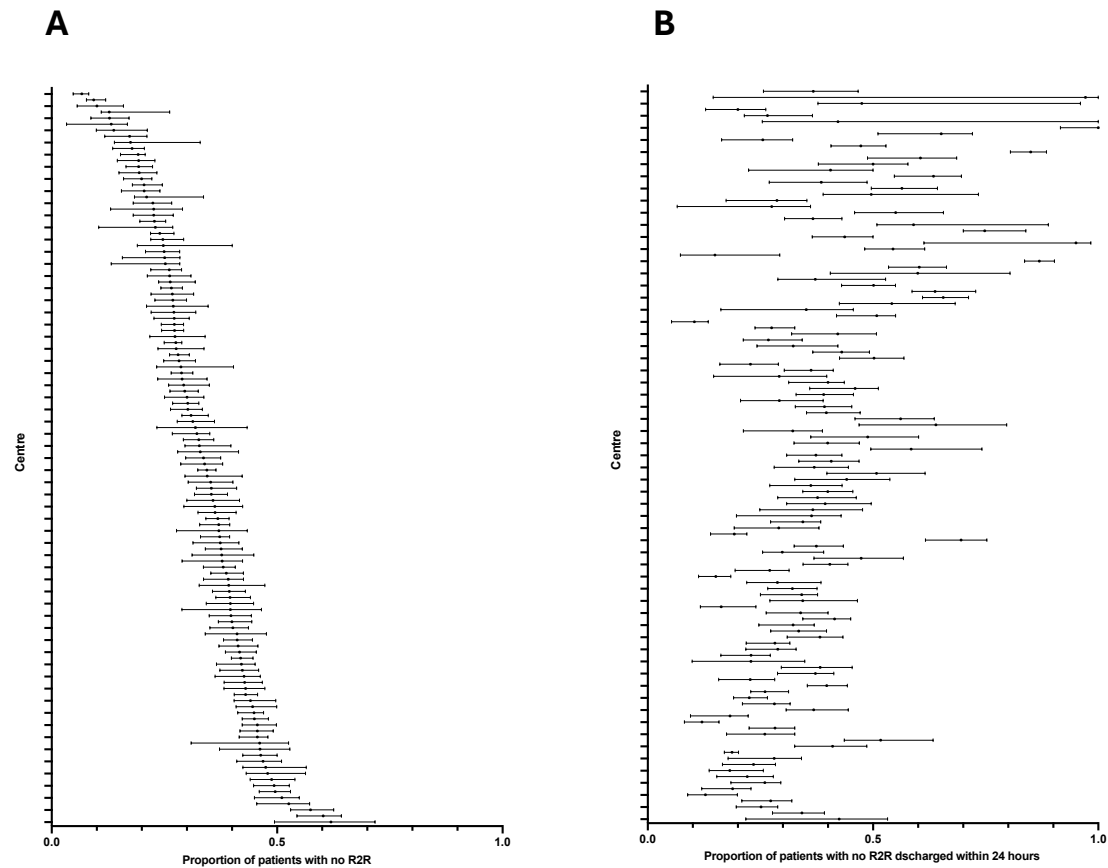 A
B
Centre
Centre
0.0
0.5
1.0
0.0
0.5
1.0
Proportion of patients with no R2R
Proportion of patients with no R2R dscharged within 24 hours